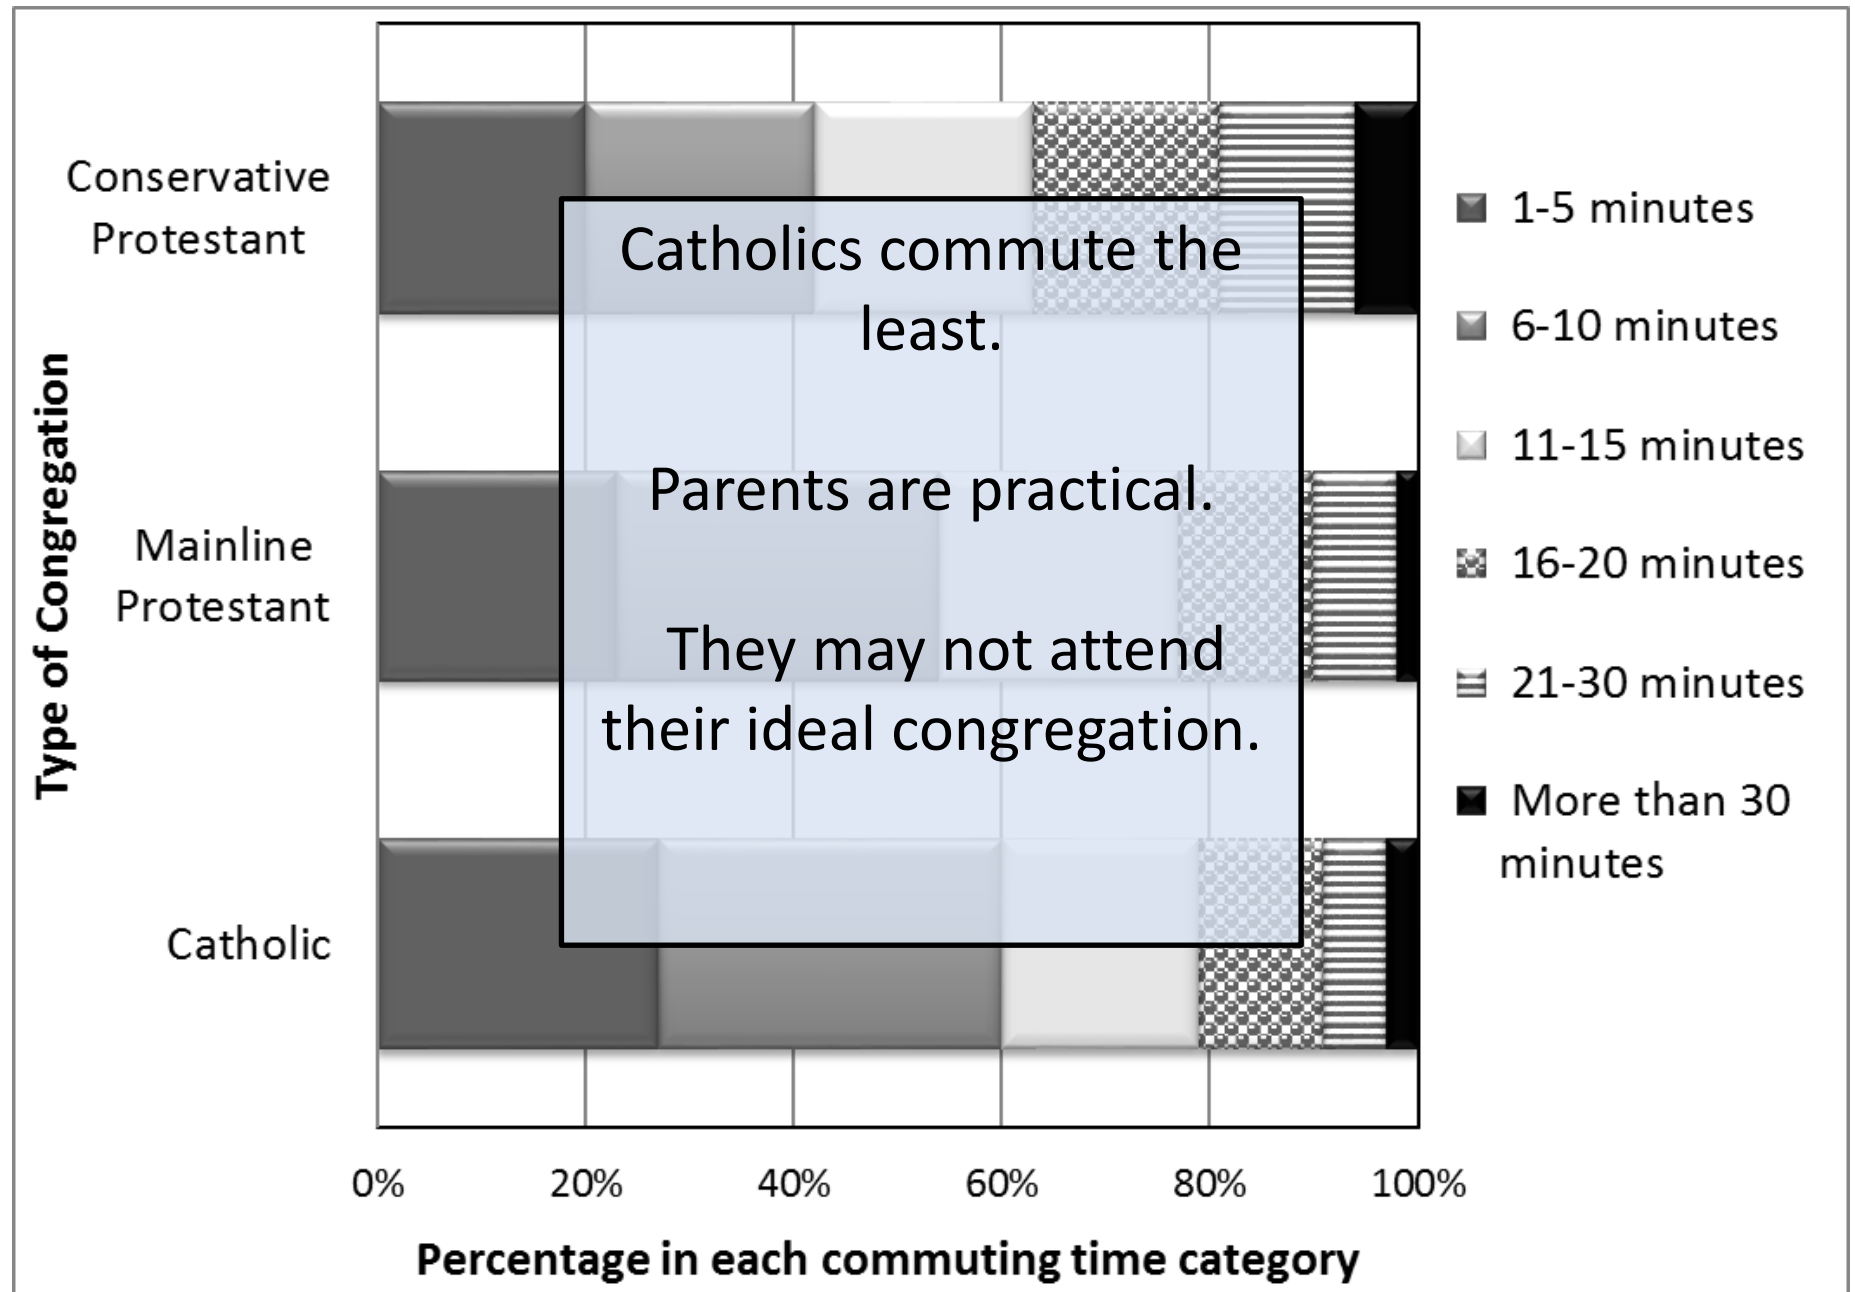 Conservative
Protestant
Mainline
Protestant
Catholic
Type of Congregation
Catholics commute the
least.
Parents are practical.
They may not attend
their ideal congregation.
1-5 minutes
6-10 minutes
11-15 minutes
16-20 minutes
21-30 minutes
More than 30
minutes
0% 20% 40% 60% 80% 100%
Percentage in each commuting time category